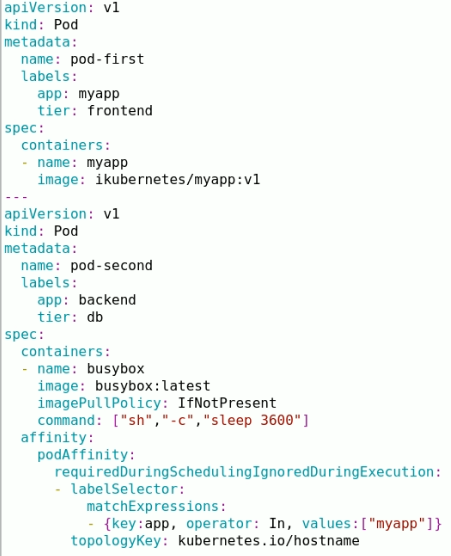 apiVersion: v1
kind: Pod
metadata:
  name: pod-first
  labels:
    app: myapp
    tier: frontend
spec:
  containers:
  - name: myapp
    image: ikubernetes/myapp:v1
---
apiVersion: v1
kind: Pod
metadata:
  name: pod-second
  labels:
    app: backend
    tier: db
spec:
  containers:
  - name: busybox
    image: busybox:latest
    imagePullPolicy: IfNotPresent
    command: ["sh","-c","sleep 3600"]
  affinity:
    podAffinity:
      requiredDuringSchedulingIgnoredDuringExecution:
      - labelSelector:
          matchExpressions:
          - {key:app, operator: In, values:["myapp"]}
        topologyKey: kubernetes.io/hostname